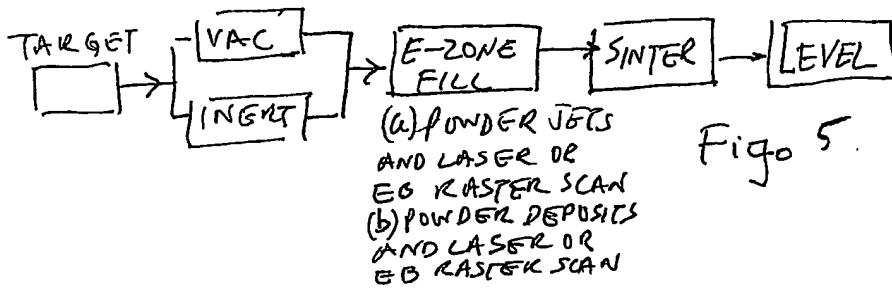 TARGET
VAC
INERT
E-ZONE
FILL
SINTER
LEVEL
(a) POWDER JETS
AND LASER OR
EB RASTER SCAN
(b) POWDER DEPOSITS
AND LASER OR
EB RASTER SCAN
Fig. 5.